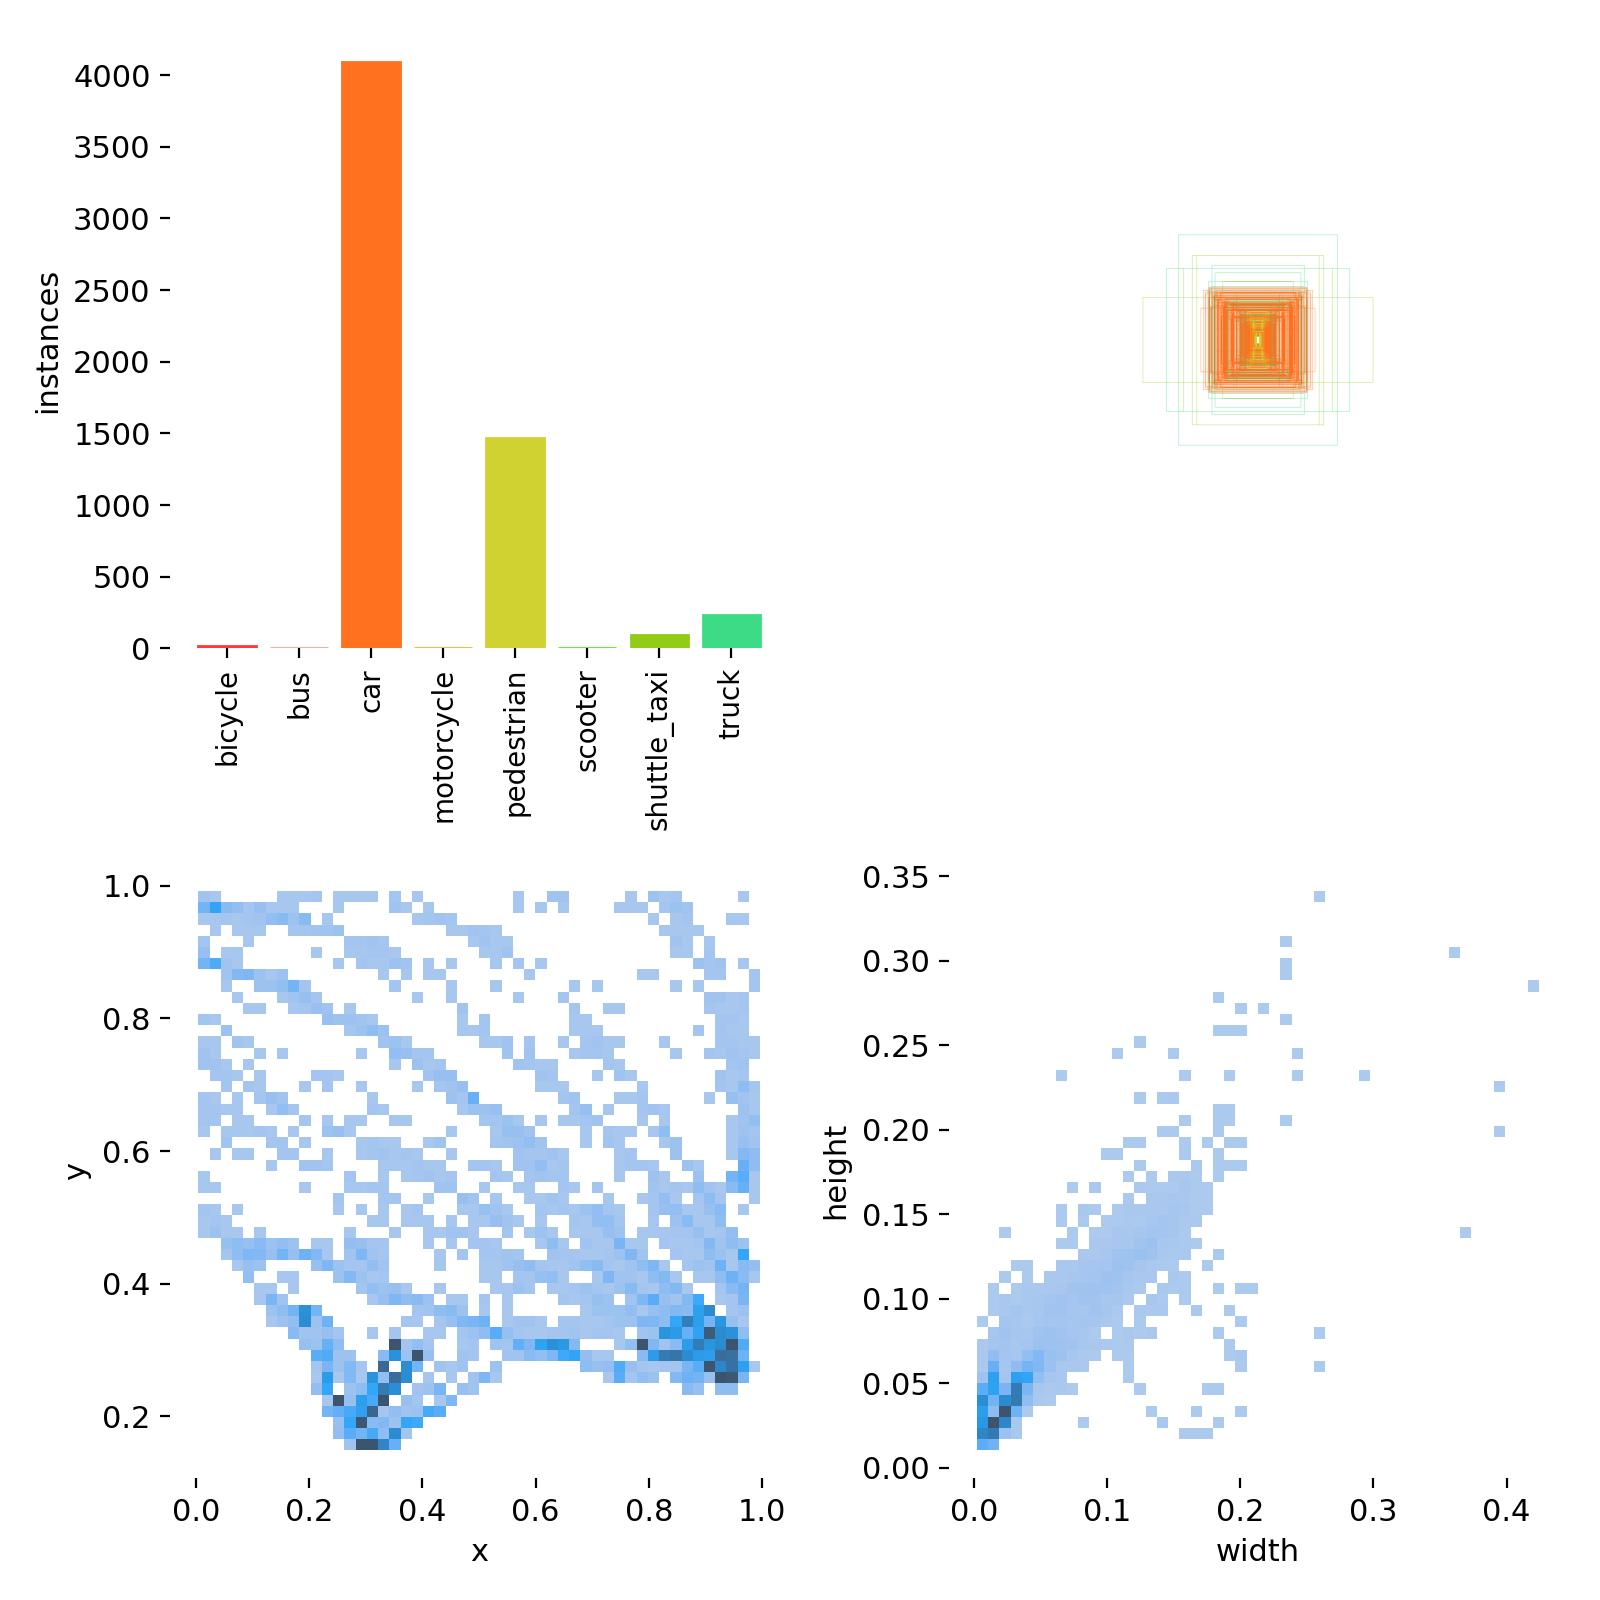 4000
3500
3000
2500
2000
1500
1000
500
0
instances
bicycle
bus
car
motorcycle
pedestrian
scooter
shuttle_taxi
truck
1.0
0.8
0.6
0.4
0.2
y
0.0 0.2 0.4 0.6 0.8 1.0
x
0.35
0.30
0.25
0.20
0.15
0.10
0.05
0.00
height
0.0 0.1 0.2 0.3 0.4
width